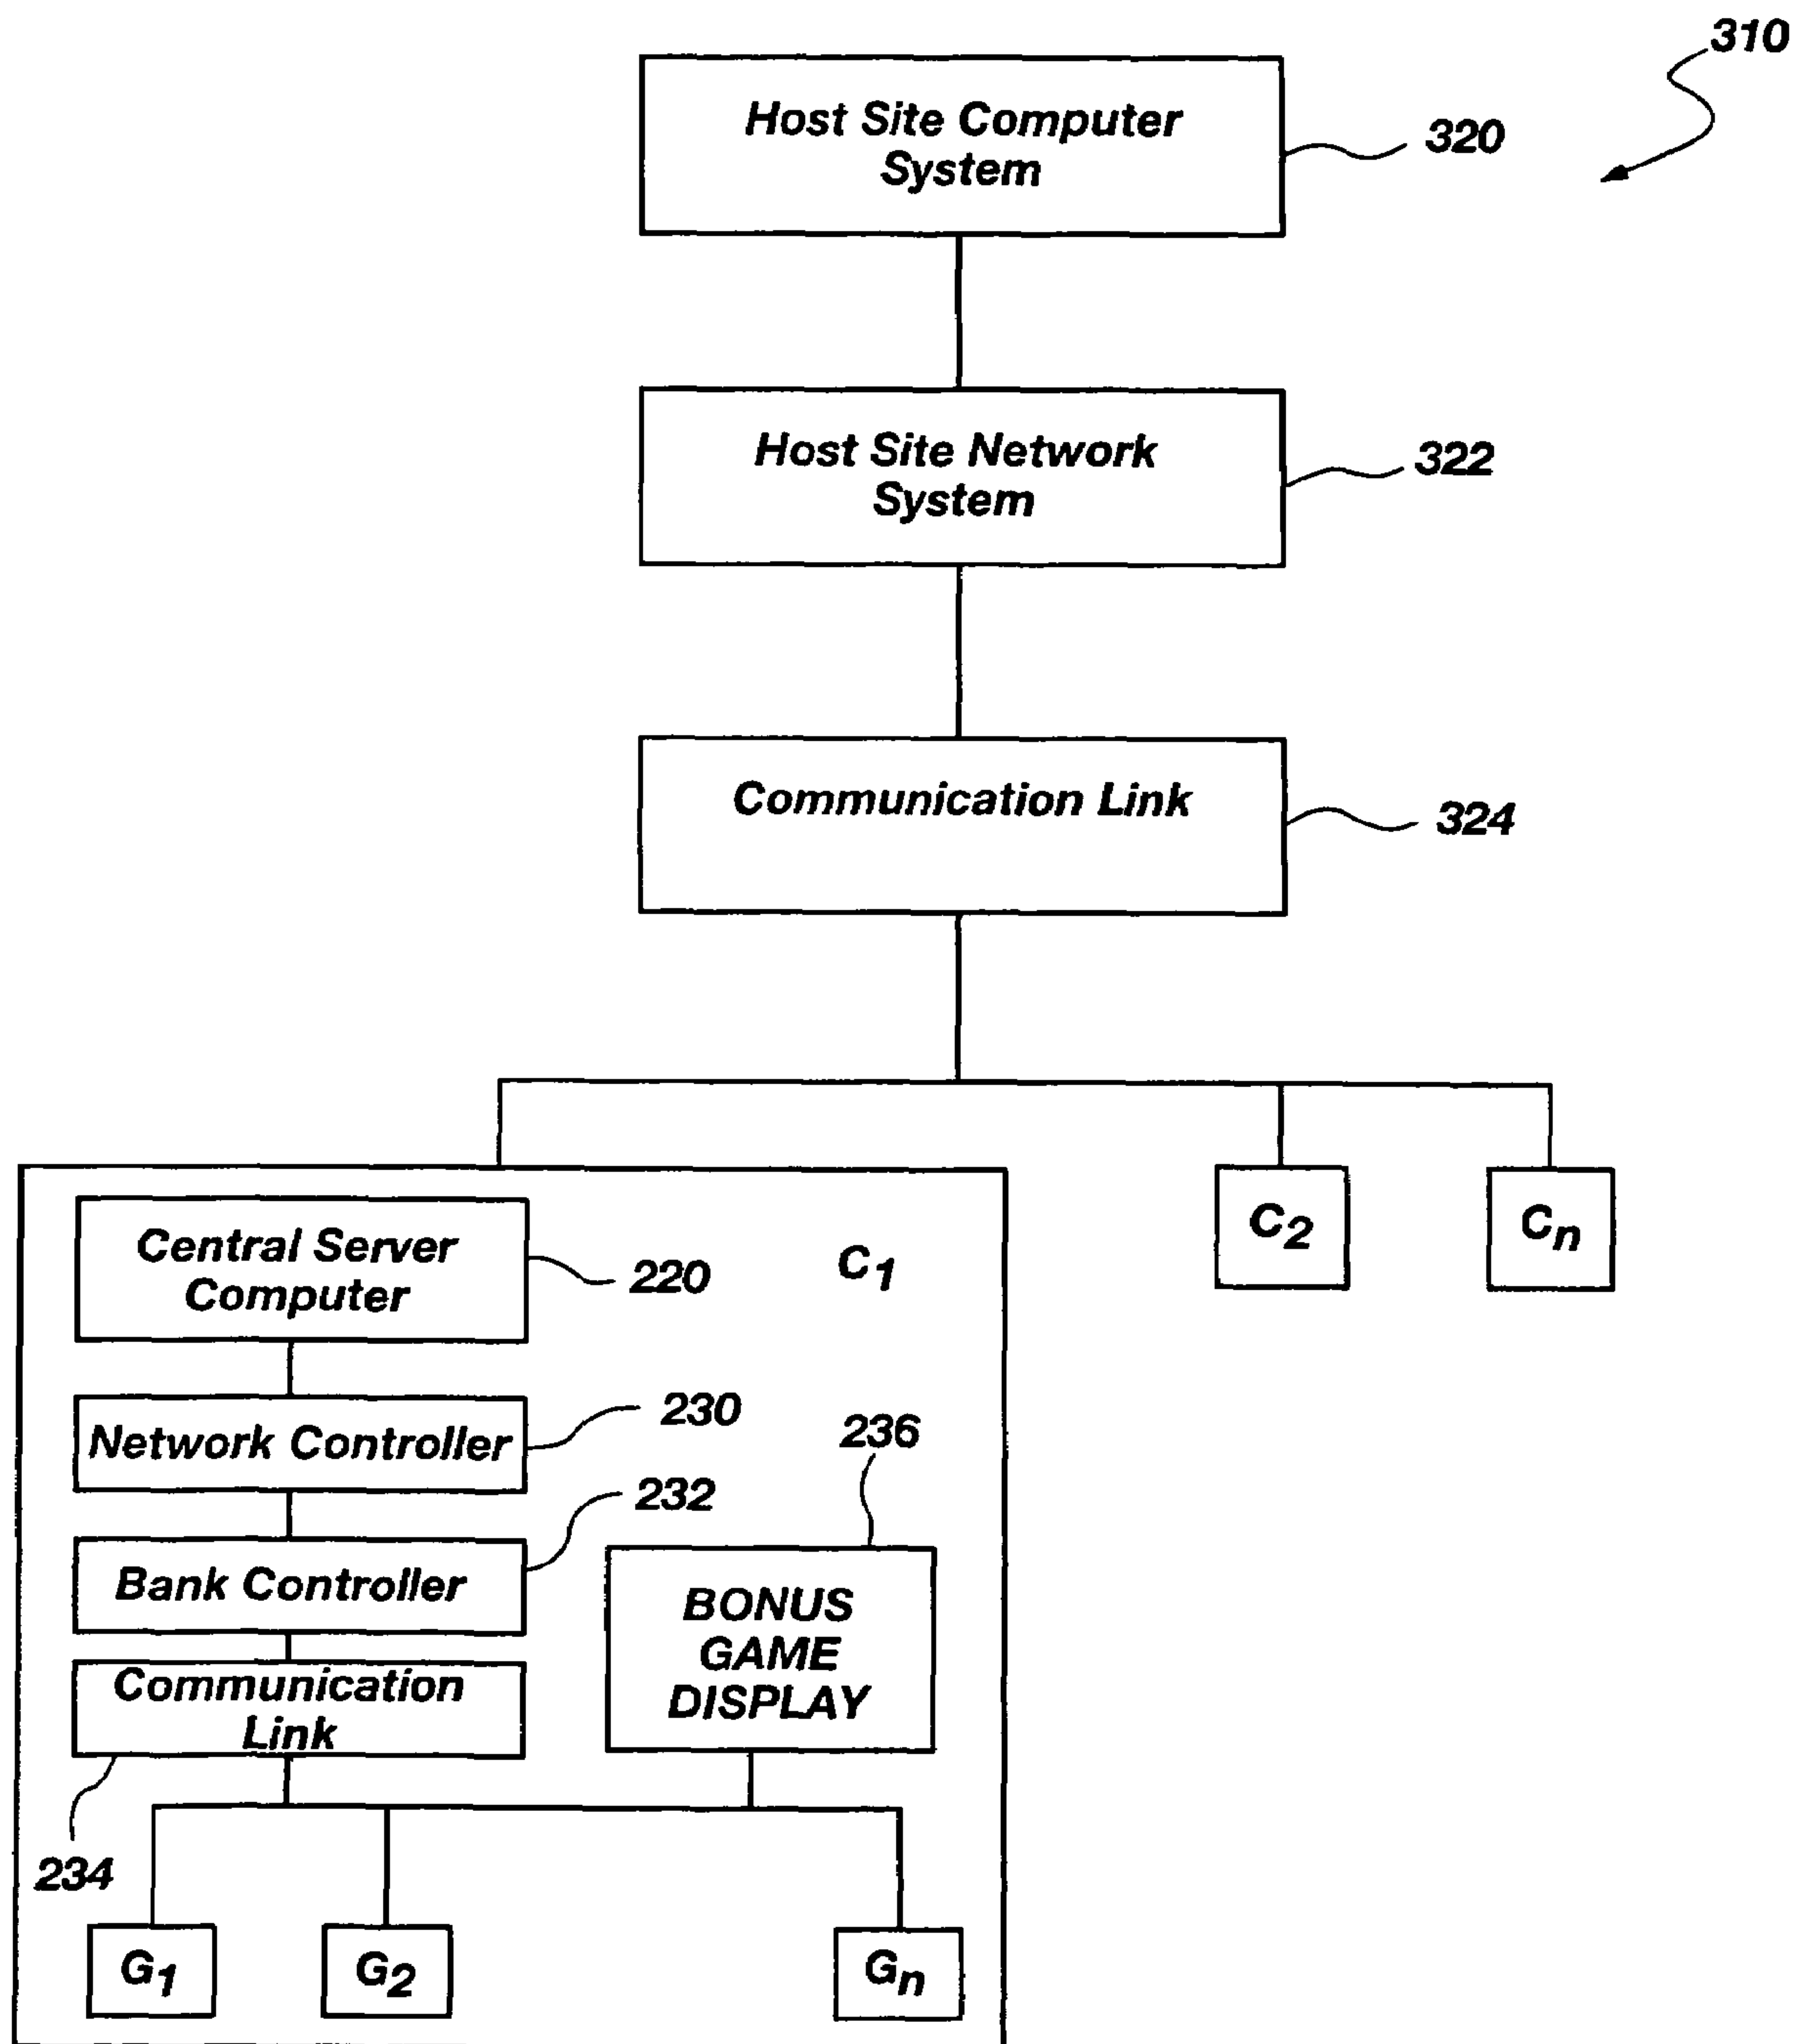 310
Host Site Computer
System
320
Host Site Network
System
322
Communication Link
324
Central Server
Computer
220
C1
C2
Cn
Network Controller
230
236
232
Bank Controller
BONUS
GAME
DISPLAY
Communication
Link
234
G1
G2
Gn